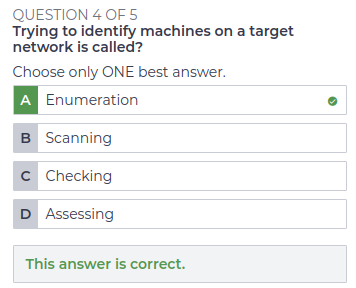 QUESTION 4 OF 5
Trying to identify machines on a target
network is called?
Choose only ONE best answer.
A Enumeration
B Scanning
C Checking
D Assessing
This answer is correct.